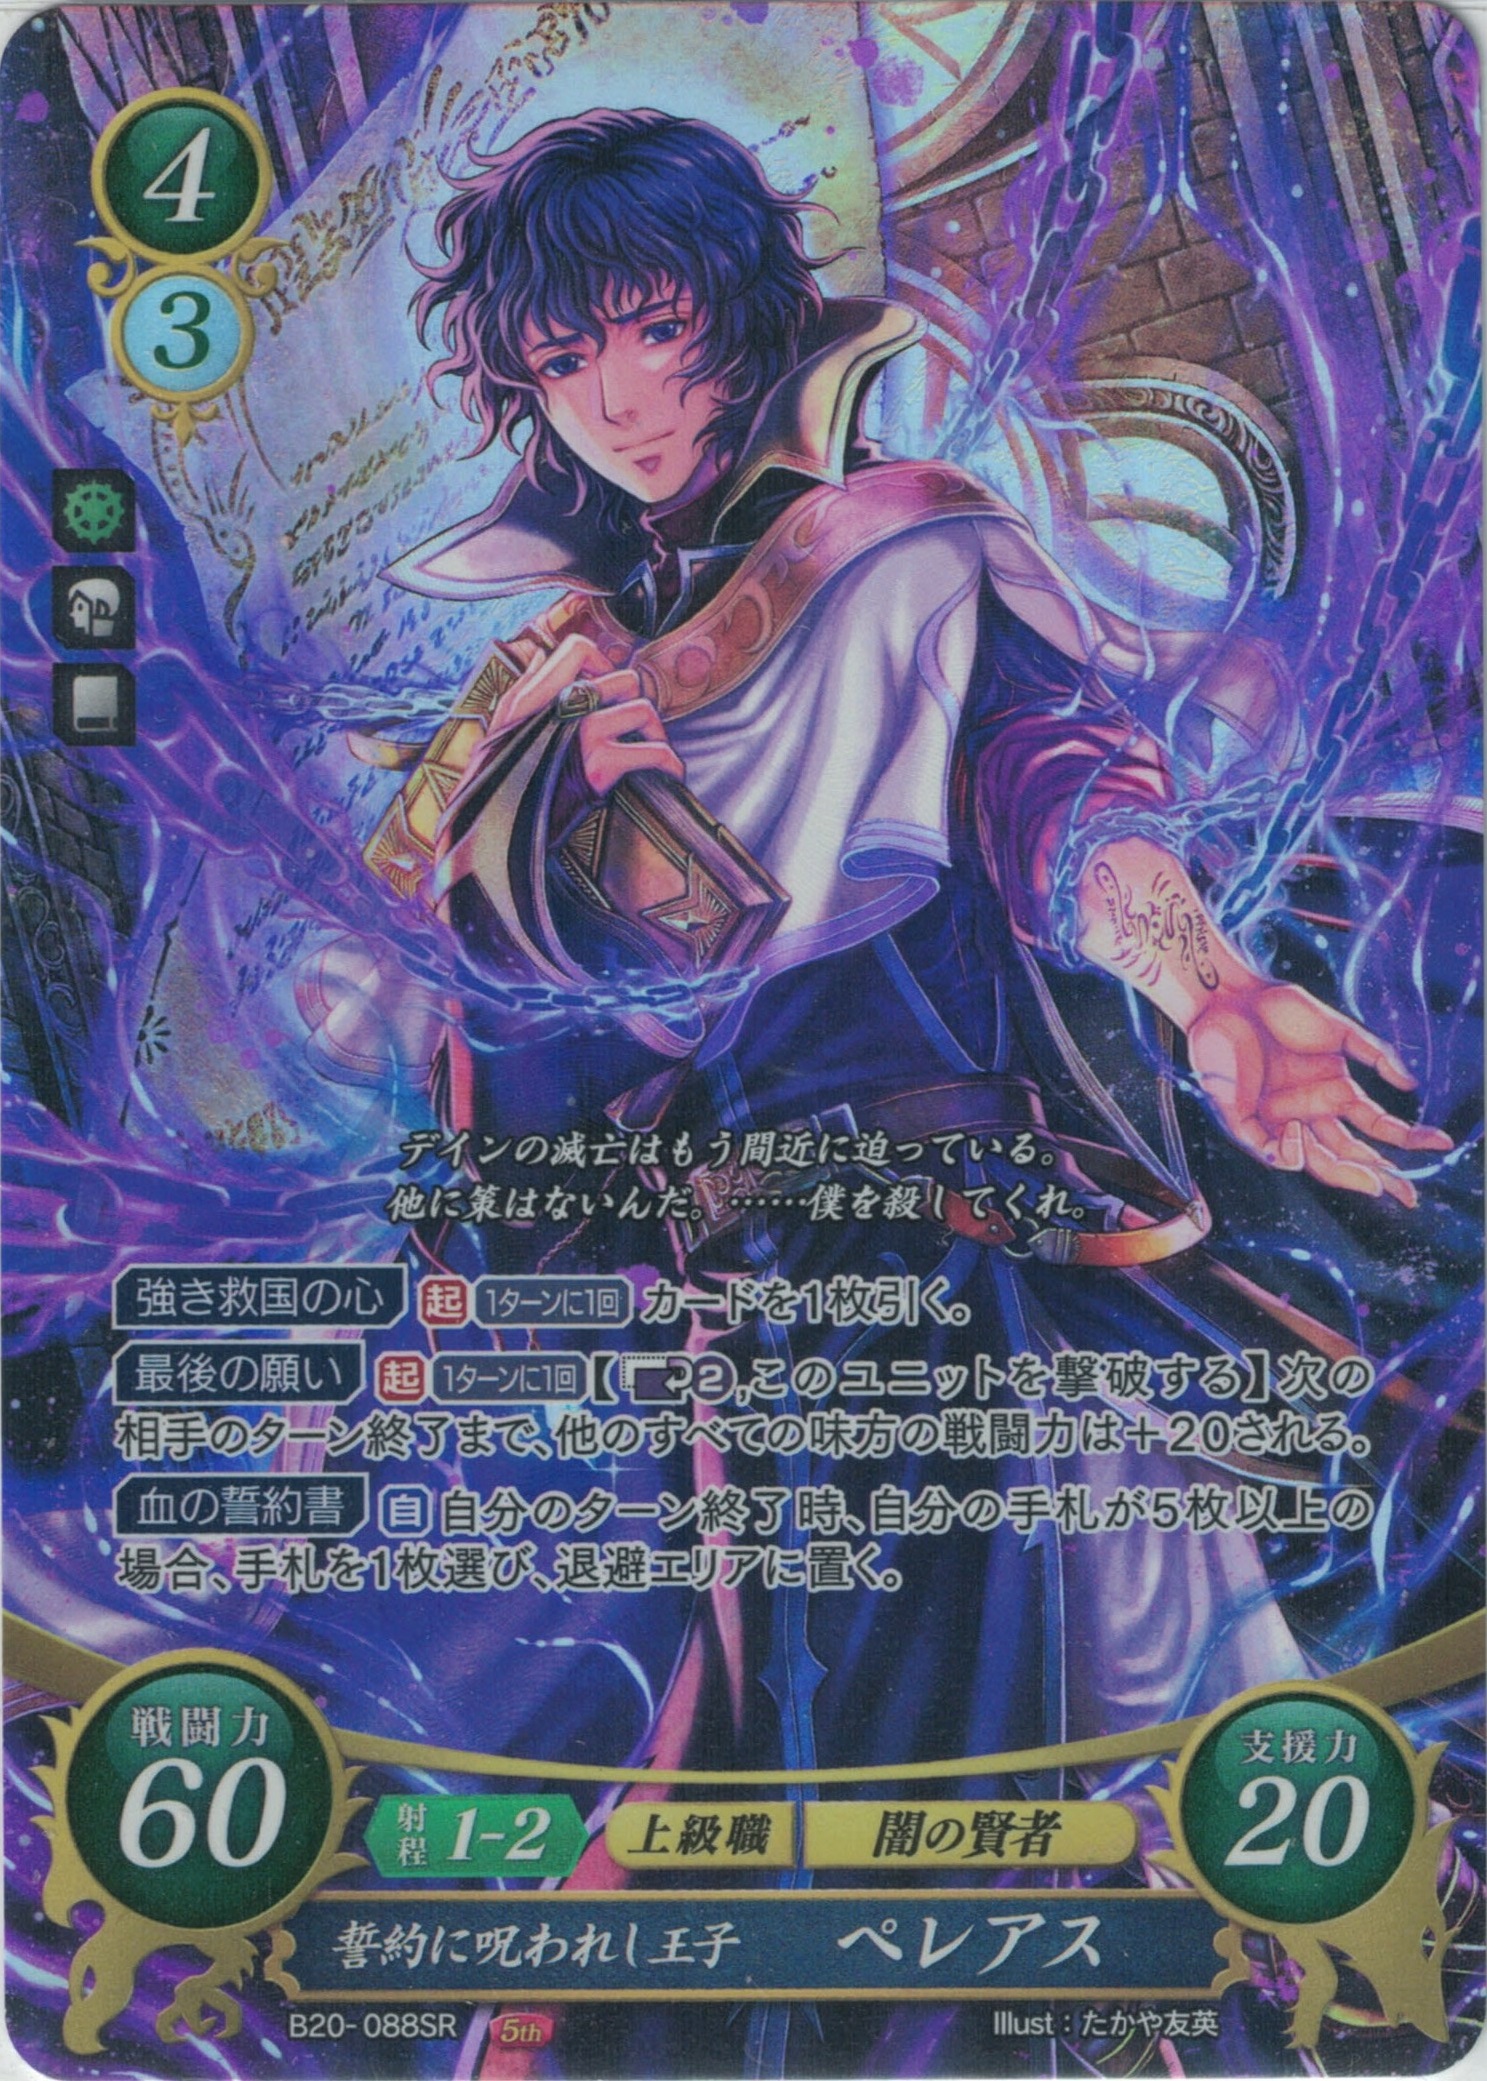 4
3
デインの滅亡はもう間近に迫っている。
他に策はないんだ。……僕を殺してくれ。
強き救国の心 起 1ターンに1回 カードを1枚引く。
最後の願い 起 1ターンに1回 【2,このユニットを撃破する】次の
相手のターン終了まで、他のすべての味方の戦闘力は+20される。
血の誓約書 自 自分のターン終了時、自分の手札が5枚以上の
場合、手札を1枚選び、退避エリアに置く。
戦闘力
60
射程 1-2 上級職 闇の賢者
支援力
20
誓約に呪われし王子 ペレアス
B20-088SR 5th Illust:たかや友英